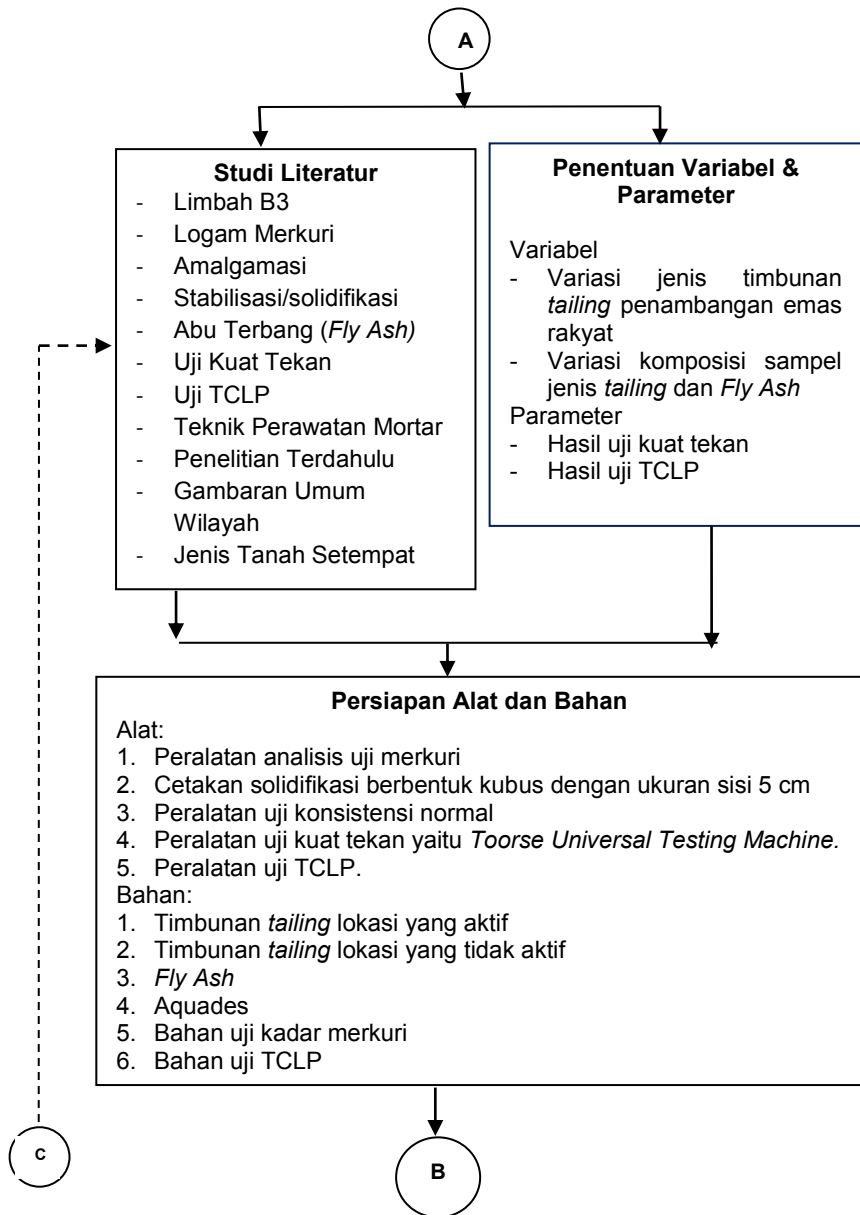 A
Studi Literatur
- Limbah B3
- Logam Merkuri
- Amalgamasi
- Stabilisasi/solidifikasi
- Abu Terbang (Fly Ash)
- Uji Kuat Tekan
- Uji TCLP
- Teknik Perawatan Mortar
- Penelitian Terdahulu
- Gambaran Umum
Wilayah
- Jenis Tanah Setempat
Penentuan Variabel &
Parameter
Variabel
- Variasi jenis timbunan
tailing penambangan emas
rakyat
- Variasi komposisi sampel
jenis tailing dan Fly Ash
Parameter
- Hasil uji kuat tekan
- Hasil uji TCLP
Persiapan Alat dan Bahan
Alat:
1. Peralatan analisis uji merkuri
2. Cetakan solidifikasi berbentuk kubus dengan ukuran sisi 5 cm
3. Peralatan uji konsistensi normal
4. Peralatan uji kuat tekan yaitu Toorse Universal Testing Machine.
5. Peralatan uji TCLP.
Bahan:
1. Timbunan tailing lokasi yang aktif
2. Timbunan tailing lokasi yang tidak aktif
3. Fly Ash
4. Aquades
5. Bahan uji kadar merkuri
6. Bahan uji TCLP
C
B